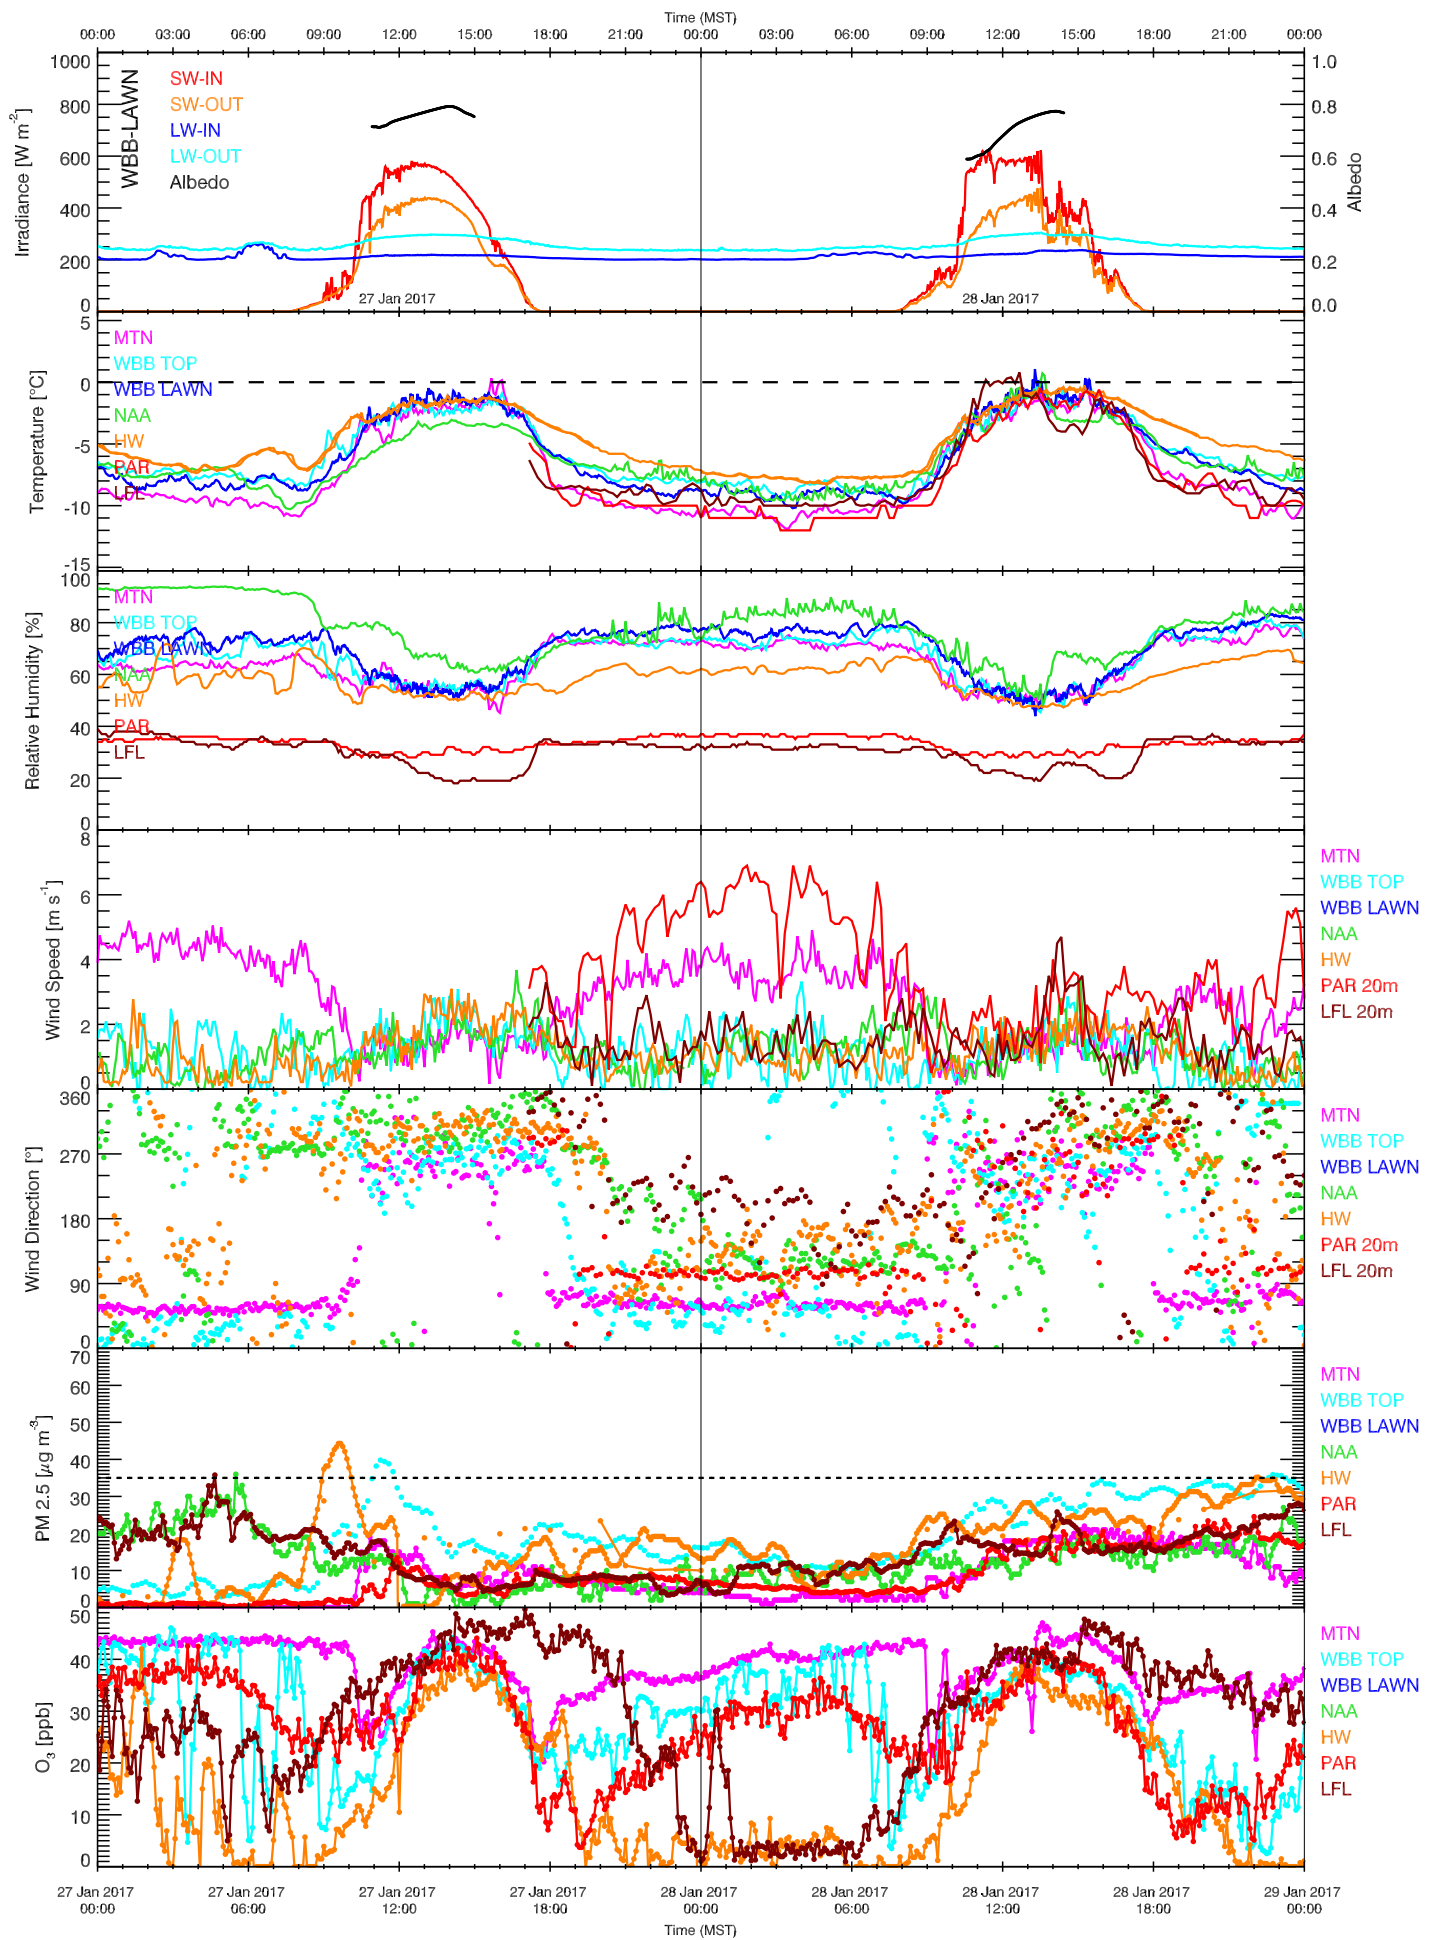 Time (MST)
00:00 03:00 06:00 09:00 12:00 15:00 18:00 21:00 00:00 03:00 06:00 09:00 12:00 15:00 18:00 21:00 00:00
Irradiance [W m-2]
1000
800
600
400
200
0
WBB-LAWN
SW-IN
SW-OUT
LW-IN
LW-OUT
Albedo
27 Jan 2017
28 Jan 2017
1.0
0.8
0.6
0.4
0.2
0.0
Albedo
Temperature [°C]
5
0
-5
-10
-15
MTN
WBB TOP
WBB LAWN
NAA
HW
PAR
LFL
Relative Humidity [%]
100
80
60
40
20
0
MTN
WBB TOP
WBB LAWN
NAA
HW
PAR
LFL
Wind Speed [m s-1]
8
6
4
2
0
MTN
WBB TOP
WBB LAWN
NAA
HW
PAR 20m
LFL 20m
Wind Direction [°]
360
270
180
90
0
MTN
WBB TOP
WBB LAWN
NAA
HW
PAR 20m
LFL 20m
PM 2.5 [μg m-3]
70
60
50
40
30
20
10
0
MTN
WBB TOP
WBB LAWN
NAA
HW
PAR
LFL
O3 [ppb]
50
40
30
20
10
0
MTN
WBB TOP
WBB LAWN
NAA
HW
PAR
LFL
27 Jan 2017 27 Jan 2017 27 Jan 2017 27 Jan 2017 28 Jan 2017 28 Jan 2017 28 Jan 2017 28 Jan 2017 29 Jan 2017
00:00 06:00 12:00 18:00 00:00 06:00 12:00 18:00 00:00
Time (MST)